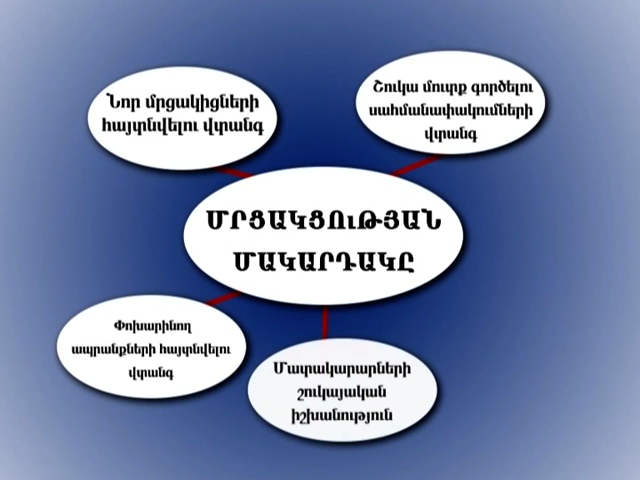 Նոր մրցակիցների
հայտնվելու վտանգ
Շուկա մուտք գործելու
սահմանափակումների
վտանգ
ՄՐՑԱԿՑՈւԹՅԱՆ
ՄԱԿԱՐԴԱԿԸ
Փոխարինող
ապրանքների հայտնվելու
վտանգ
Մատակարարների
շուկայական
իշխանություն